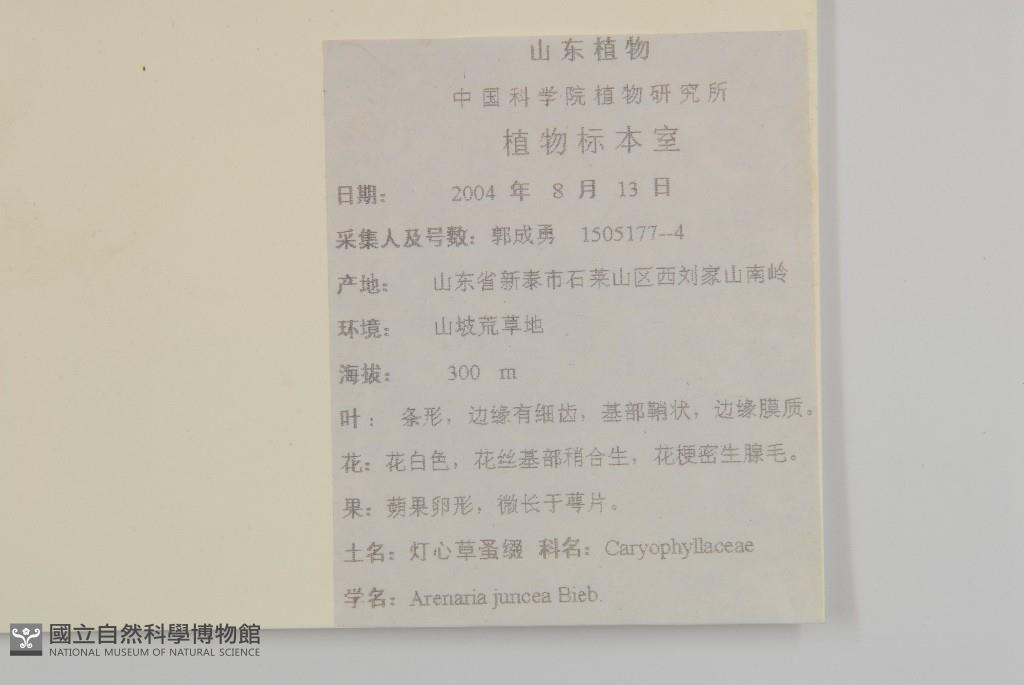 山东植物
中国科学院植物研究所
植物标本室
日期： 2004 年 8 月 13 日
采集人及号数：郭成勇 1505177--4
产地： 山东省新泰市石莱山区西刘家山南岭
环境： 山坡荒草地
海拔： 300 m
叶： 条形，边缘有细齿，基部鞘状，边缘膜质。
花：花白色，花丝基部稍合生，花梗密生腺毛。
果：蒴果卵形，微长于萼片。
土名：灯心草蚤缀 科名：Caryophyllaceae
学名：Arenaria juncea Bieb.
國立自然科學博物館
NATIONAL MUSEUM OF NATURAL SCIENCE